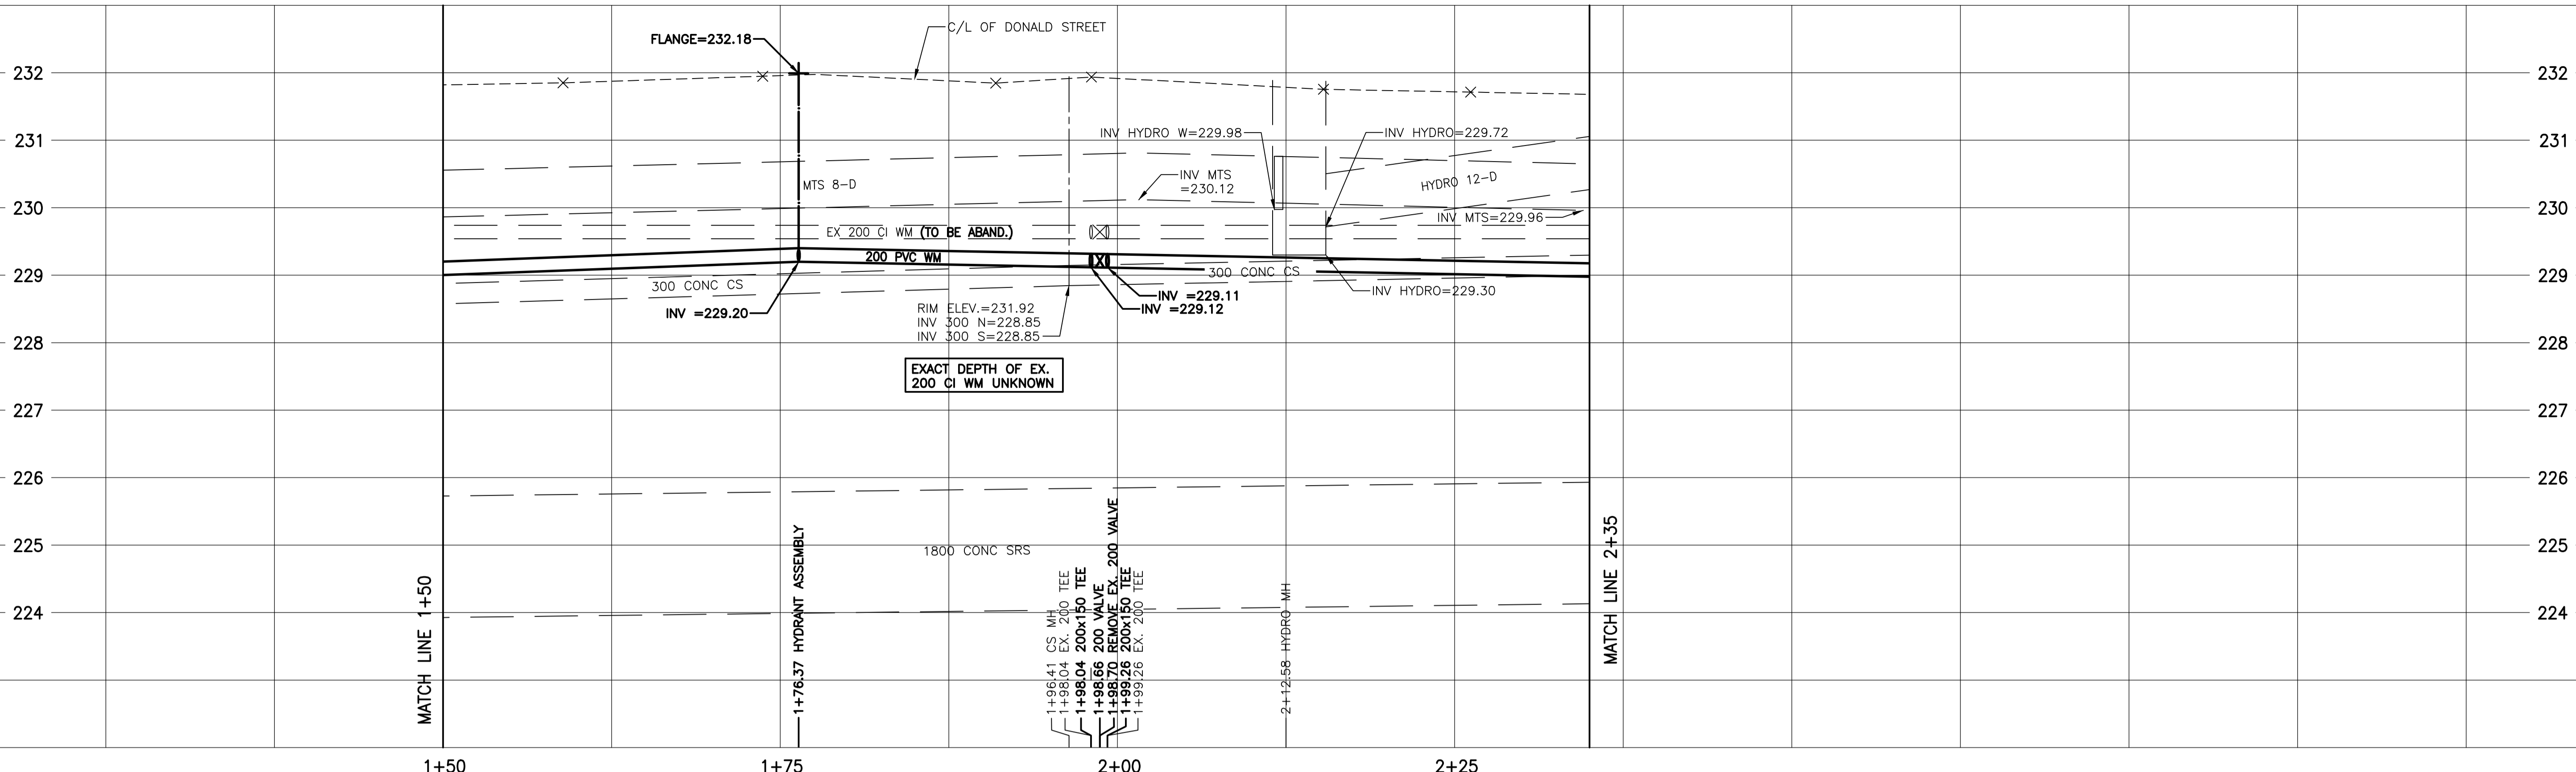 C/L OF DONALD STREET
FLANGE=232.18
232
232
231
INV HYDRO W=229.98
INV HYDRO=229.72
231
MTS 8-D
INV MTS
=230.12
HYDRO 12-D
230
INV MTS=229.96
230
EX 200 CI WM (TO BE ABAND.)
200 PVC WM
229
300 CONC CS
300 CONC CS
229
INV HYDRO=229.30
INV =229.11
INV =229.12
INV =229.20
RIM ELEV.=231.92
INV 300 N=228.85
INV 300 S=228.85
228
228
EXACT DEPTH OF EX.
200 CI WM UNKNOWN
227
227
226
226
225
1800 CONC SRS
225
224
224
MATCH LINE 1+50
1+76.37 HYDRANT ASSEMBLY
1+96.41 CS MH
1+98.04 EX. 200 TEE
1+98.04 200x150 TEE
1+98.66 200 VALVE
1+98.70 REMOVE EX. 200 VALVE
1+99.26 200x150 TEE
1+99.26 EX. 200 TEE
2+12.58 HYDRO MH
MATCH LINE 2+35
1+50
1+75
2+00
2+25